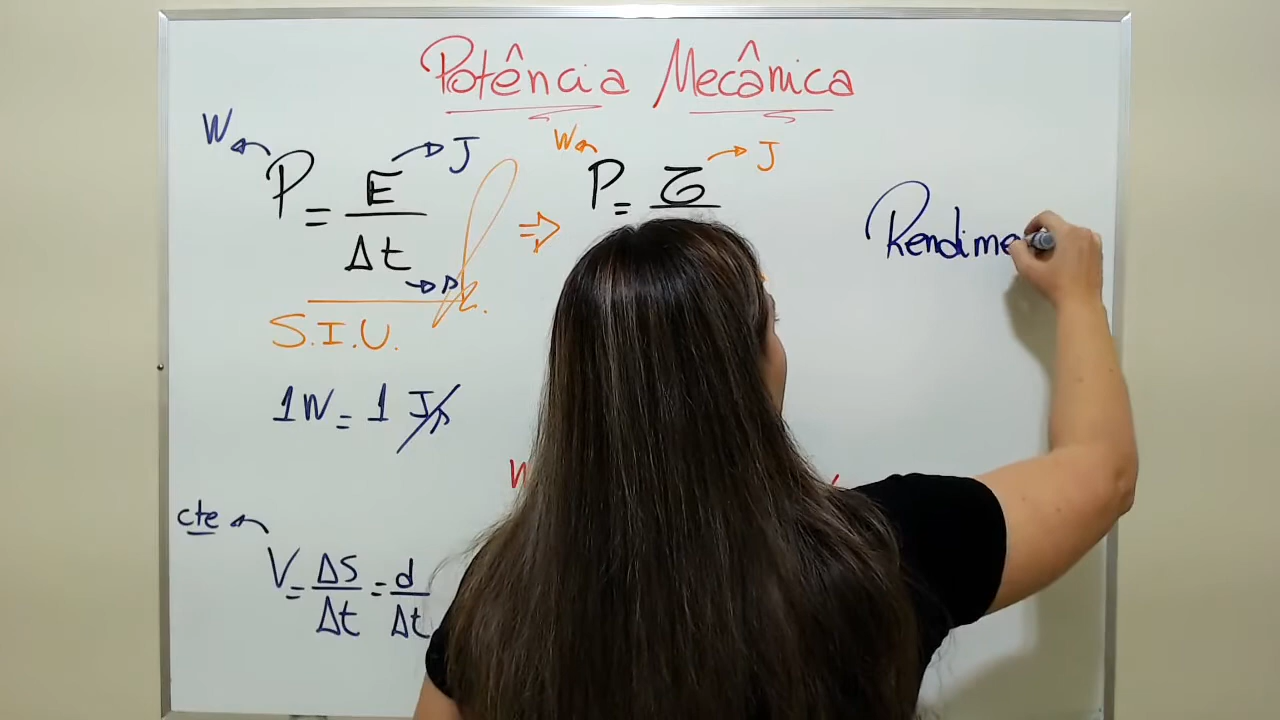 Potência Mecânica
W
P = E / Δt
J
s
S.I.U.
1W = 1 J/s
⇒
W
P = τ
J
cte
V = ΔS / Δt = d / Δt
Rendime